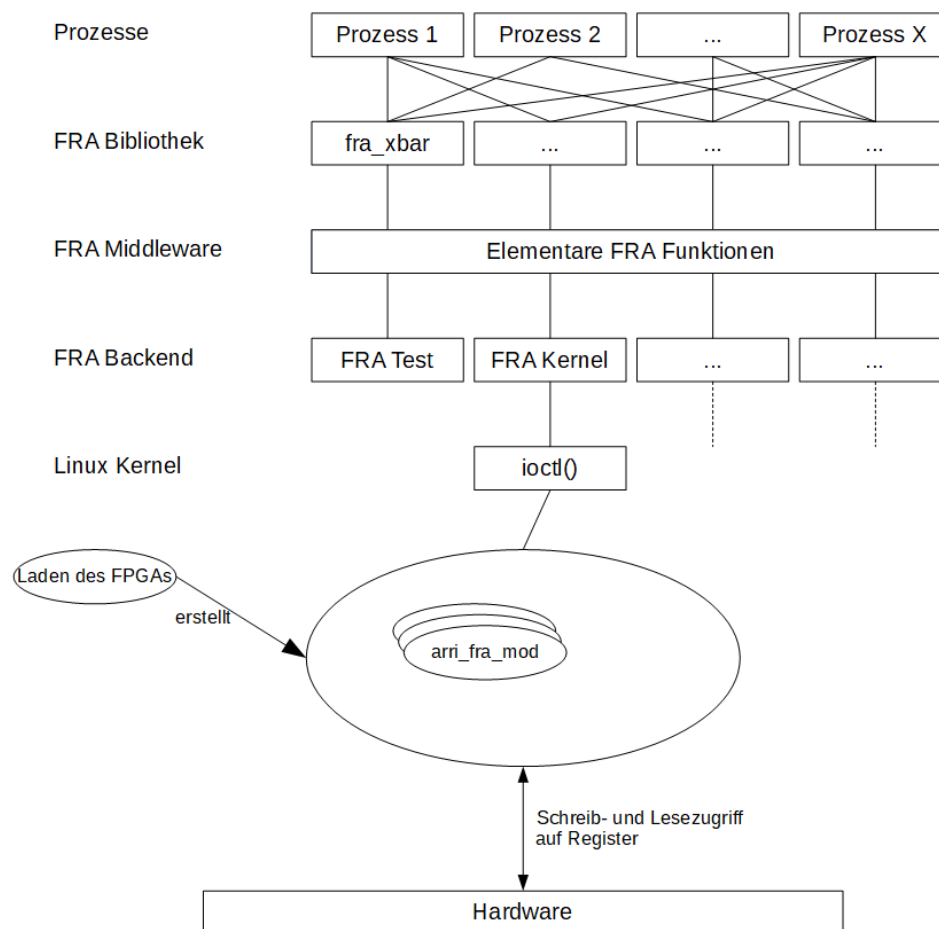 Prozesse
Prozess 1
Prozess 2
...
Prozess X
FRA Bibliothek
fra_xbar
...
...
...
FRA Middleware
Elementare FRA Funktionen
FRA Backend
FRA Test
FRA Kernel
...
...
Linux Kernel
ioctl()
Laden des FPGAs
erstellt
arri_fra_mod
Schreib- und Lesezugriff
auf Register
Hardware